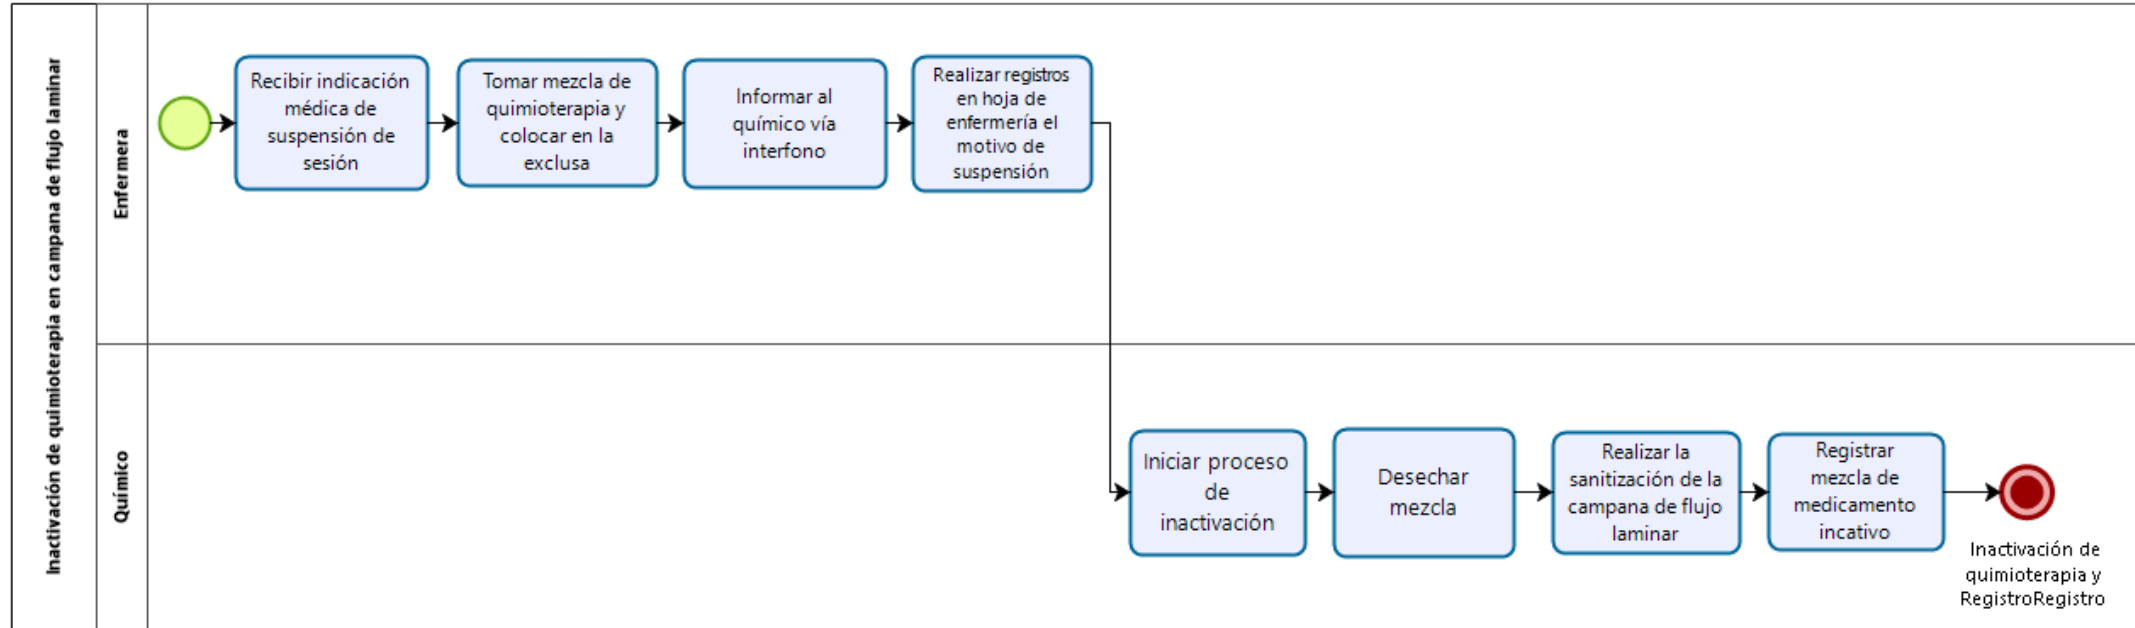 Inactivación de quimioterapia en campana de flujo laminar
Enfermera
Recibir indicación
médica de
suspensión de
sesión
Tomar mezcla de
quimioterapia y
colocar en la
exclusa
Informar al
químico vía
interfono
Realizar registros
en hoja de
enfermería el
motivo de
suspensión
Químico
Iniciar proceso
de
inactivación
Desechar
mezcla
Realizar la
sanitización de la
campana de flujo
laminar
Registrar
mezcla de
medicamento
incativo
Inactivación de
quimioterapia y
RegistroRegistro